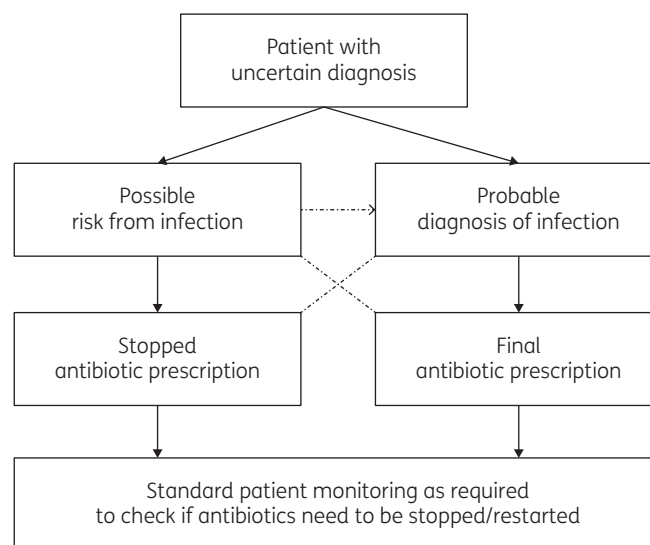 Patient with
uncertain diagnosis
Possible
risk from infection
Probable
diagnosis of infection
Stopped
antibiotic prescription
Final
antibiotic prescription
Standard patient monitoring as required
to check if antibiotics need to be stopped/restarted